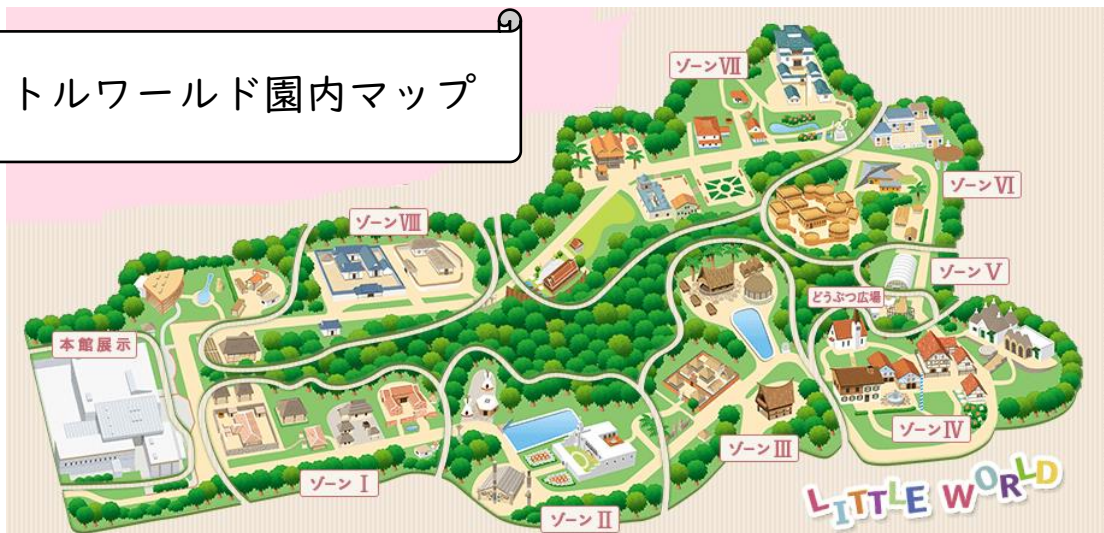 トルワールド園内マップ
ゾーンⅦ
ゾーンⅥ
ゾーンⅧ
ゾーンⅤ
どうぶつ広場
本館展示
ゾーンⅣ
ゾーンⅢ
ゾーンⅠ
ゾーンⅡ
LITTLE WORLD